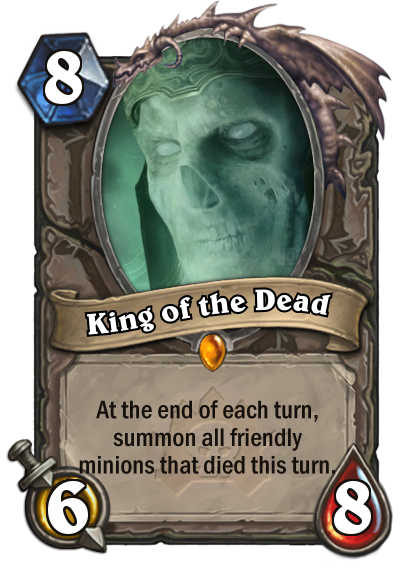 8
King of the Dead
At the end of each turn,
summon all friendly
minions that died this turn.
6
8